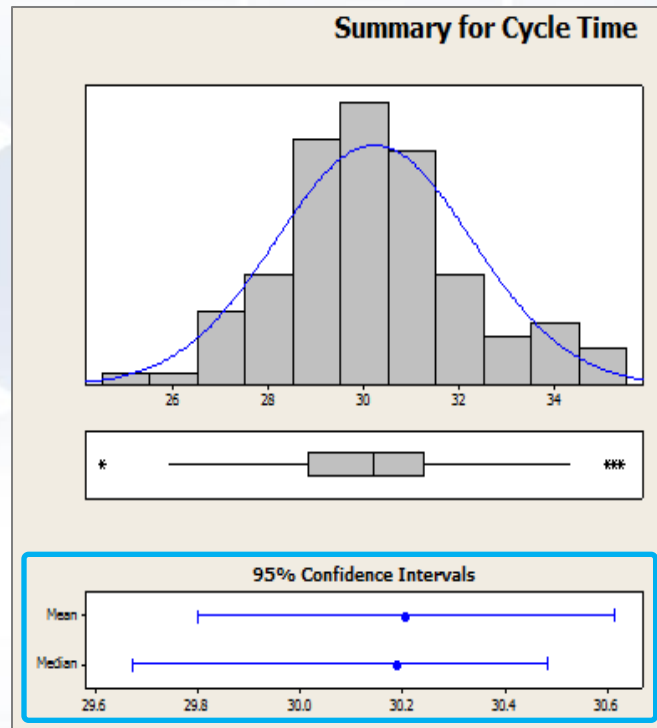 Summary for Cycle Time
26 28 30 32 34
* ***
95% Confidence Intervals
Mean
Median
29.6 29.8 30.0 30.2 30.4 30.6